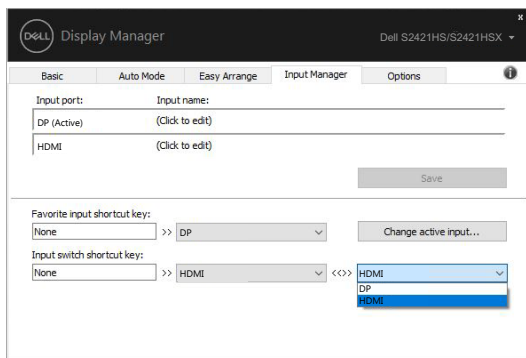 x
DELL Display Manager Dell S2421HS/S2421HSX
Basic Auto Mode Easy Arrange Input Manager Options i
Input port: Input name:
DP (Active) (Click to edit)
HDMI (Click to edit)
Save
Favorite input shortcut key:
None >> DP Change active input...
Input switch shortcut key:
None >> HDMI <<>> HDMI
DP
HDMI